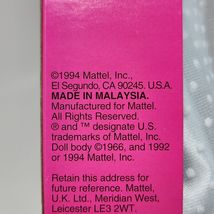 ©1994 Mattel, Inc.,
El Segundo, CA 90245. U.S.A.
MADE IN MALAYSIA.
Manufactured for Mattel.
All Rights Reserved.
® and ™ designate U.S.
trademarks of Mattel, Inc.
Doll body ©1966, and 1992
or 1994 Mattel, Inc.
Retain this address for
future reference. Mattel,
U.K. Ltd., Meridian West,
Leicester LE3 2WT.